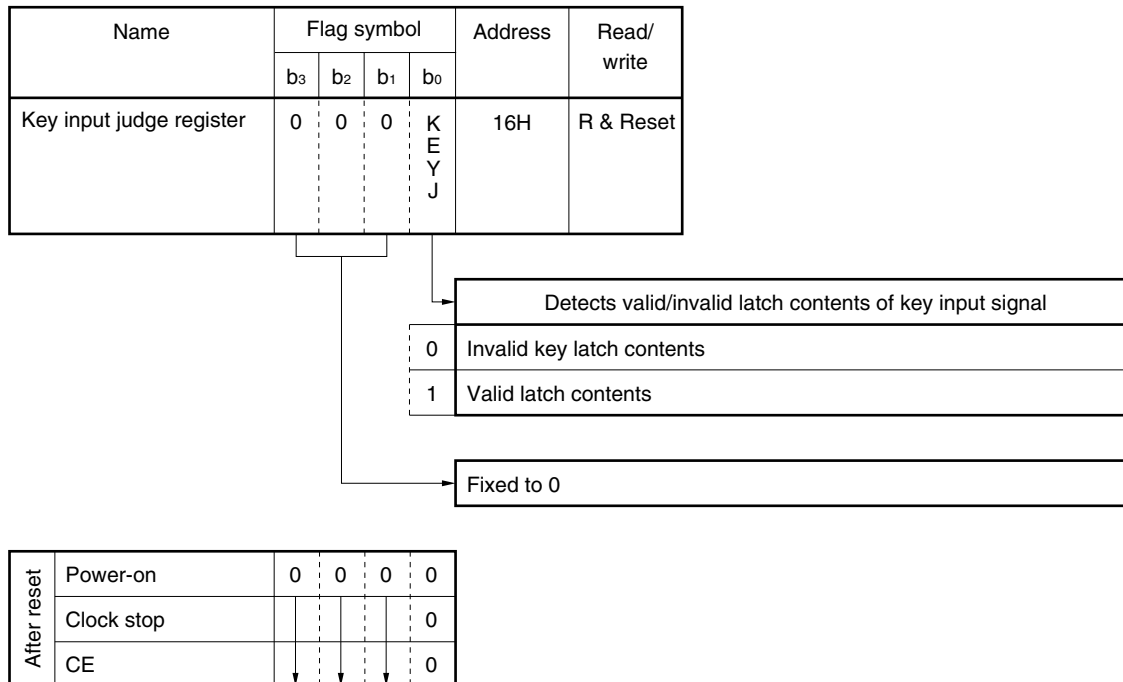 Name Flag symbol Address Read/
write
b3 b2 b1 b0
Key input judge register 0 0 0 K
E
Y
J 16H R & Reset
Detects valid/invalid latch contents of key input signal
0 Invalid key latch contents
1 Valid latch contents
Fixed to 0
After reset
Power-on 0 0 0 0
Clock stop 0
CE 0